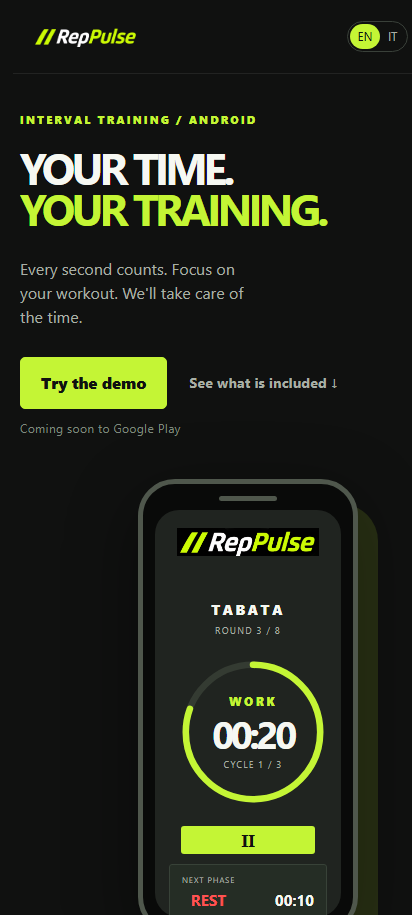 RepPulse
EN IT
INTERVAL TRAINING / ANDROID
YOUR TIME.
YOUR TRAINING.
Every second counts. Focus on
your workout. We'll take care of
the time.
Try the demo
See what is included ↓
Coming soon to Google Play
RepPulse
TABATA
ROUND 3 / 8
WORK
00:20
CYCLE 1 / 3
NEXT PHASE
REST 00:10